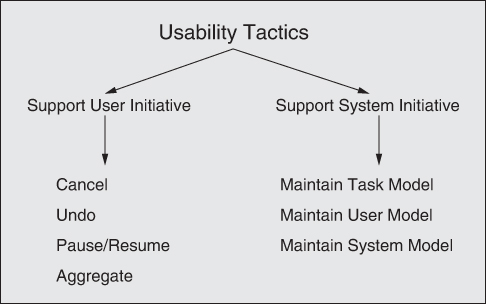 Usability Tactics
Support User Initiative
Support System Initiative
Cancel
Undo
Pause/Resume
Aggregate
Maintain Task Model
Maintain User Model
Maintain System Model